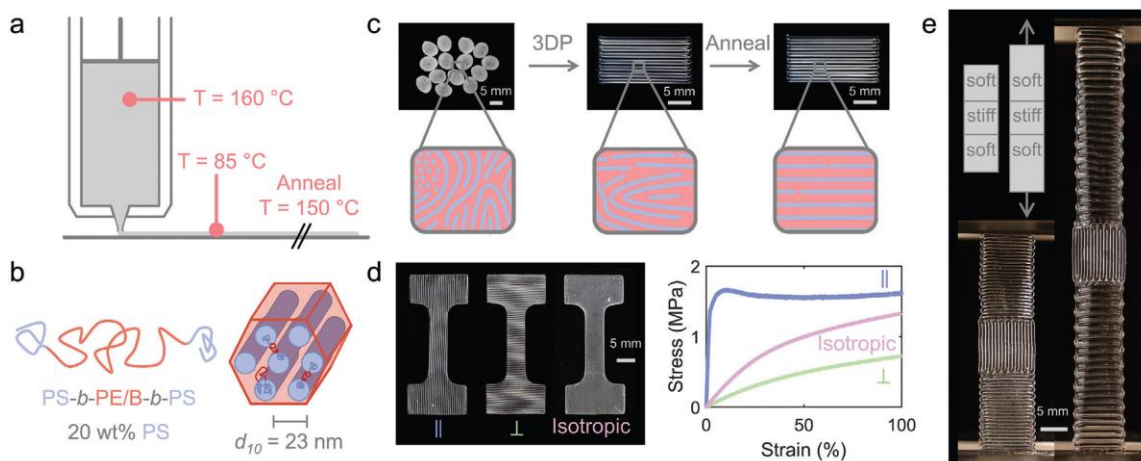 a
T = 160 °C
T = 85 °C
Anneal
T = 150°C
b
PS-b-PE/B-b-PS
20 wt% PS
d10 = 23 nm
c
3DP
Anneal
5 mm
5 mm
5 mm
d
5 mm
||
⊥
Isotropic
Stress (MPa)
2
1
0
||
Isotropic
⊥
0
50
100
Strain (%)
e
soft
stiff
soft
soft
stiff
soft
5 mm